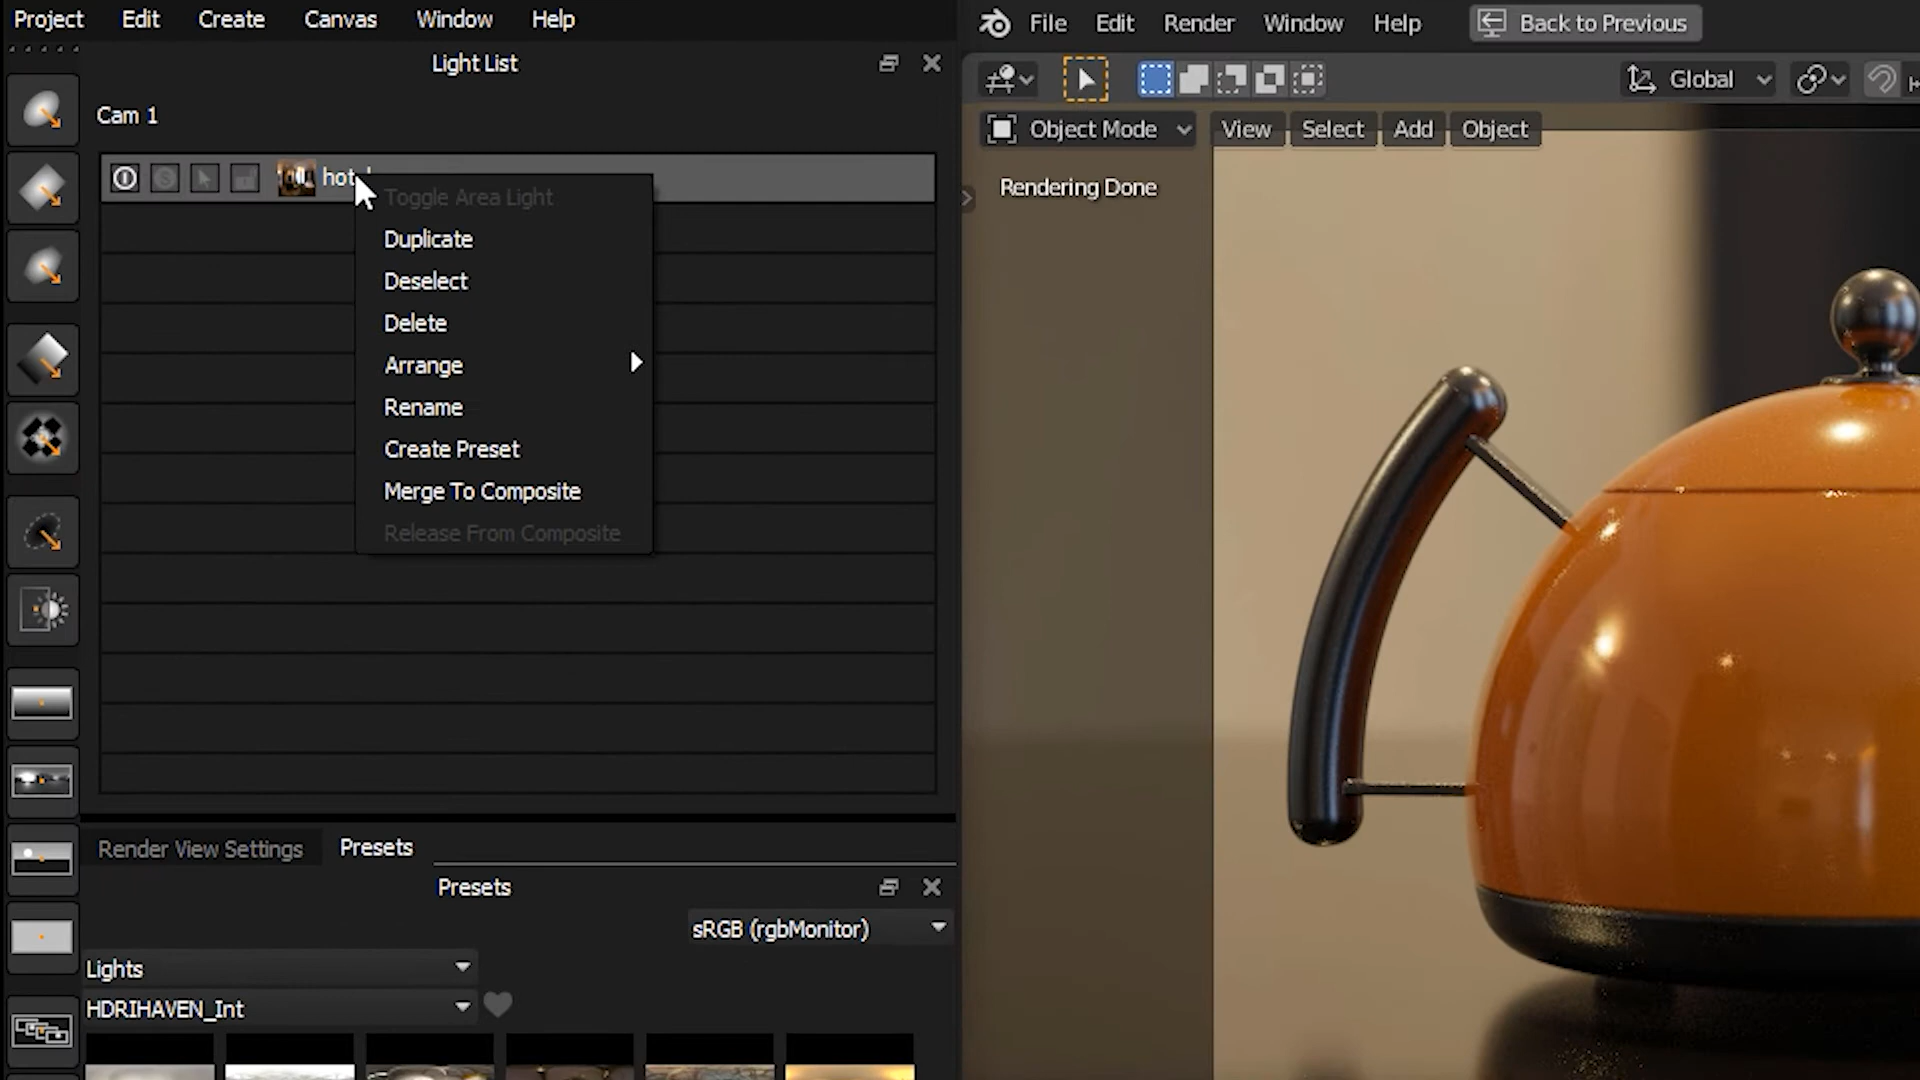 Project Edit Create Canvas Window Help
Light List
Cam 1
Toggle Area Light
Duplicate
Deselect
Delete
Arrange
Rename
Create Preset
Merge To Composite
Release From Composite
Render View Settings Presets
Presets
sRGB (rgbMonitor)
Lights
HDRIHAVEN_Int
File Edit Render Window Help Back to Previous
Global
Object Mode View Select Add Object
Rendering Done